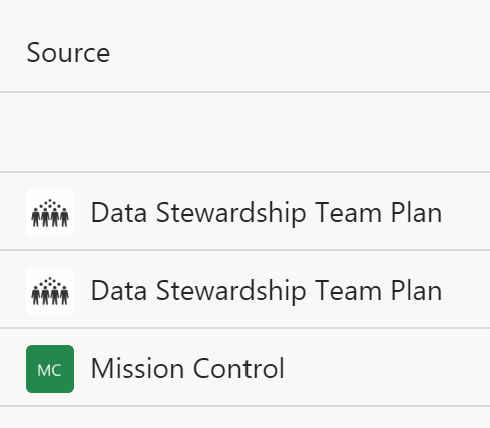 Source
Data Stewardship Team Plan
Data Stewardship Team Plan
MC Mission Control